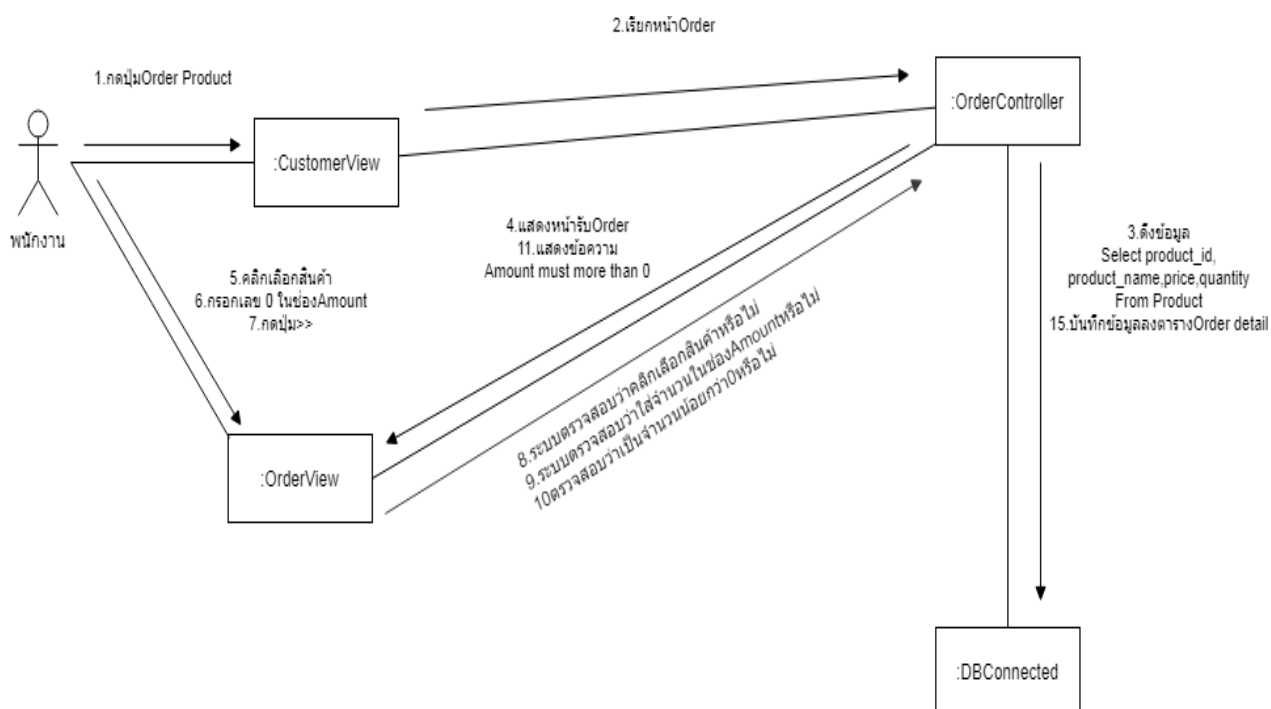 2.เรียกหน้าOrder
1.กดปุ่มOrder Product
:OrderController
:CustomerView
พนักงาน
4.แสดงหน้ารับOrder
11.แสดงข้อความ
Amount must more than 0
3.ดึงข้อมูล
Select product_id,
product_name,price,quantity
From Product
15.บันทึกข้อมูลลงตารางOrder detail
5.คลิกเลือกสินค้า
6.กรอกเลข 0 ในช่องAmount
7.กดปุ่ม>>
8.ระบบตรวจสอบว่าคลิกเลือกสินค้าหรือไม่
9.ระบบตรวจสอบว่าใส่จำนวนในช่องAmountหรือไม่
10ตรวจสอบว่าเป็นจำนวนน้อยกว่า0หรือไม่
:OrderView
:DBConnected